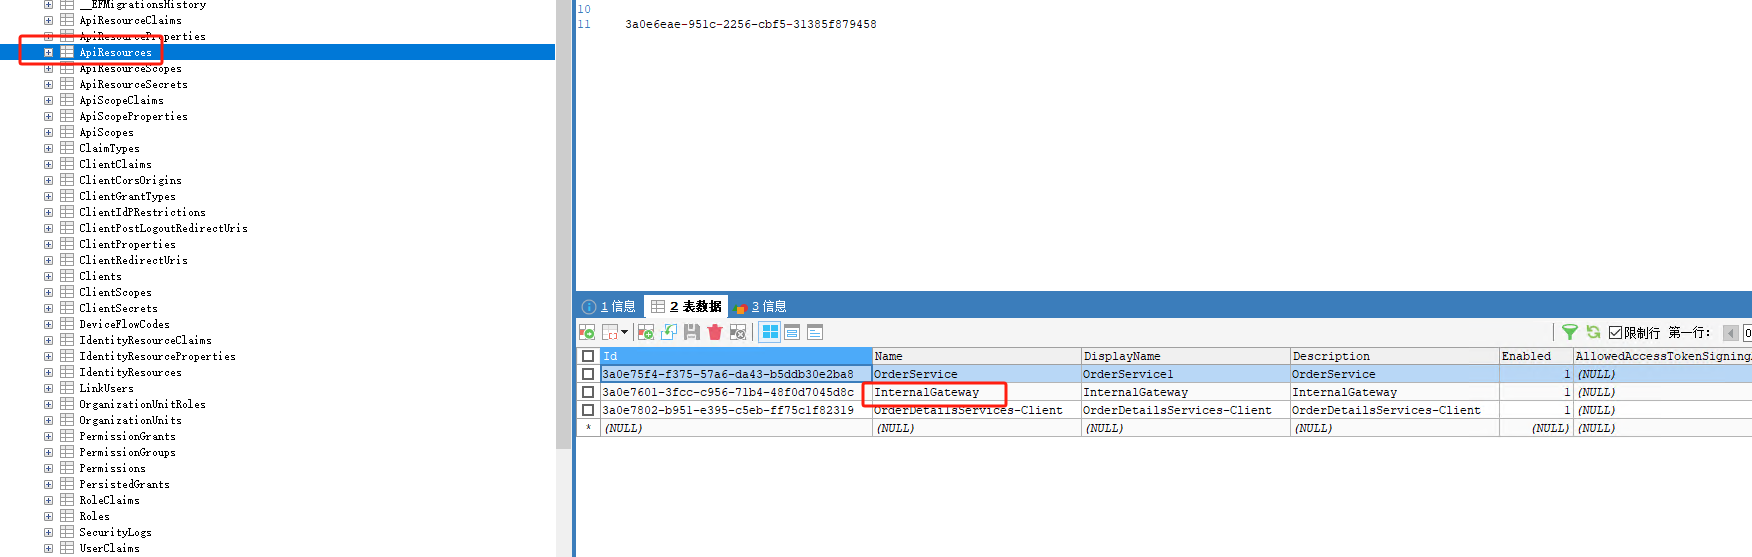 __EFMigrationsHistory
ApiResourceClaims
ApiResourceProperties
ApiResources
ApiResourceScopes
ApiResourceSecrets
ApiScopeClaims
ApiScopeProperties
ApiScopes
ClaimTypes
ClientClaims
ClientCorsOrigins
ClientGrantTypes
ClientIdPRestrictions
ClientPostLogoutRedirectUris
ClientProperties
ClientRedirectUris
Clients
ClientScopes
ClientSecrets
DeviceFlowCodes
IdentityResourceClaims
IdentityResourceProperties
IdentityResources
LinkUsers
OrganizationUnitRoles
OrganizationUnits
PermissionGrants
PermissionGroups
Permissions
PersistedGrants
RoleClaims
Roles
SecurityLogs
UserClaims
10
11 3a0e6eae-951c-2256-cbf5-31385f879458
1 信息 2 表数据 3 信息
限制行 第一行: 0
Id Name DisplayName Description Enabled AllowedAccessTokenSigningA
3a0e75f4-f375-57a6-da43-b5ddb30e2ba8 OrderService OrderService1 OrderService 1 (NULL)
3a0e7601-3fcc-c956-71b4-48f0d7045d8c InternalGateway InternalGateway InternalGateway 1 (NULL)
3a0e7802-b951-e395-c5eb-ff75c1f82319 OrderDetailsServices-Client OrderDetailsServices-Client OrderDetailsServices-Client 1 (NULL)
* (NULL) (NULL) (NULL) (NULL) (NULL) (NULL)